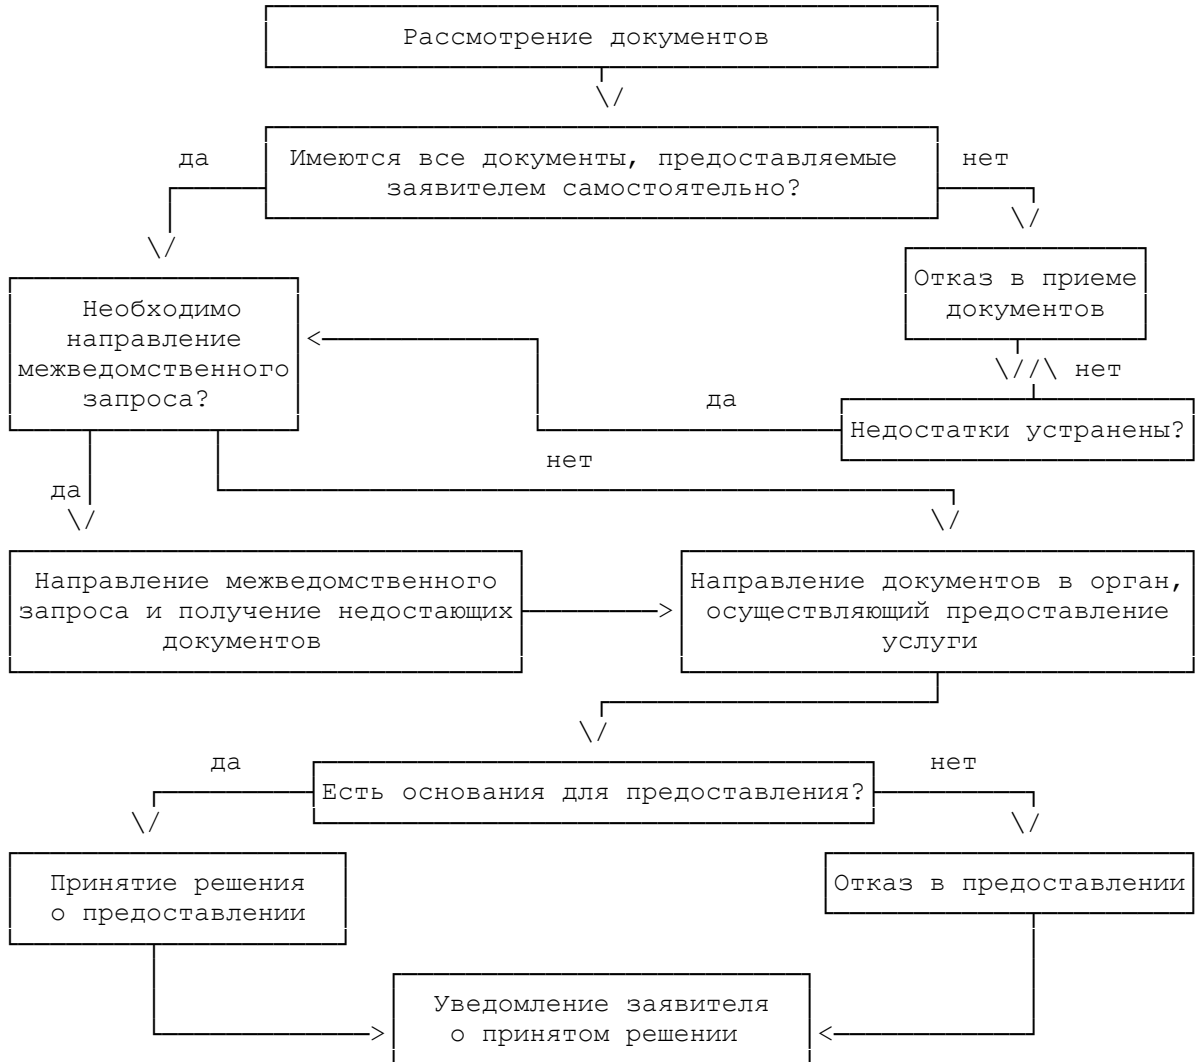 Рассмотрение документов
да
Имеются все документы, предоставляемые
заявителем самостоятельно?
нет
Отказ в приеме
документов
Необходимо
направление
межведомственного
запроса?
нет
да
Недостатки устранены?
нет
да
Направление межведомственного
запроса и получение недостающих
документов
Направление документов в орган,
осуществляющий предоставление
услуги
да
Есть основания для предоставления?
нет
Принятие решения
о предоставлении
Отказ в предоставлении
Уведомление заявителя
о принятом решении